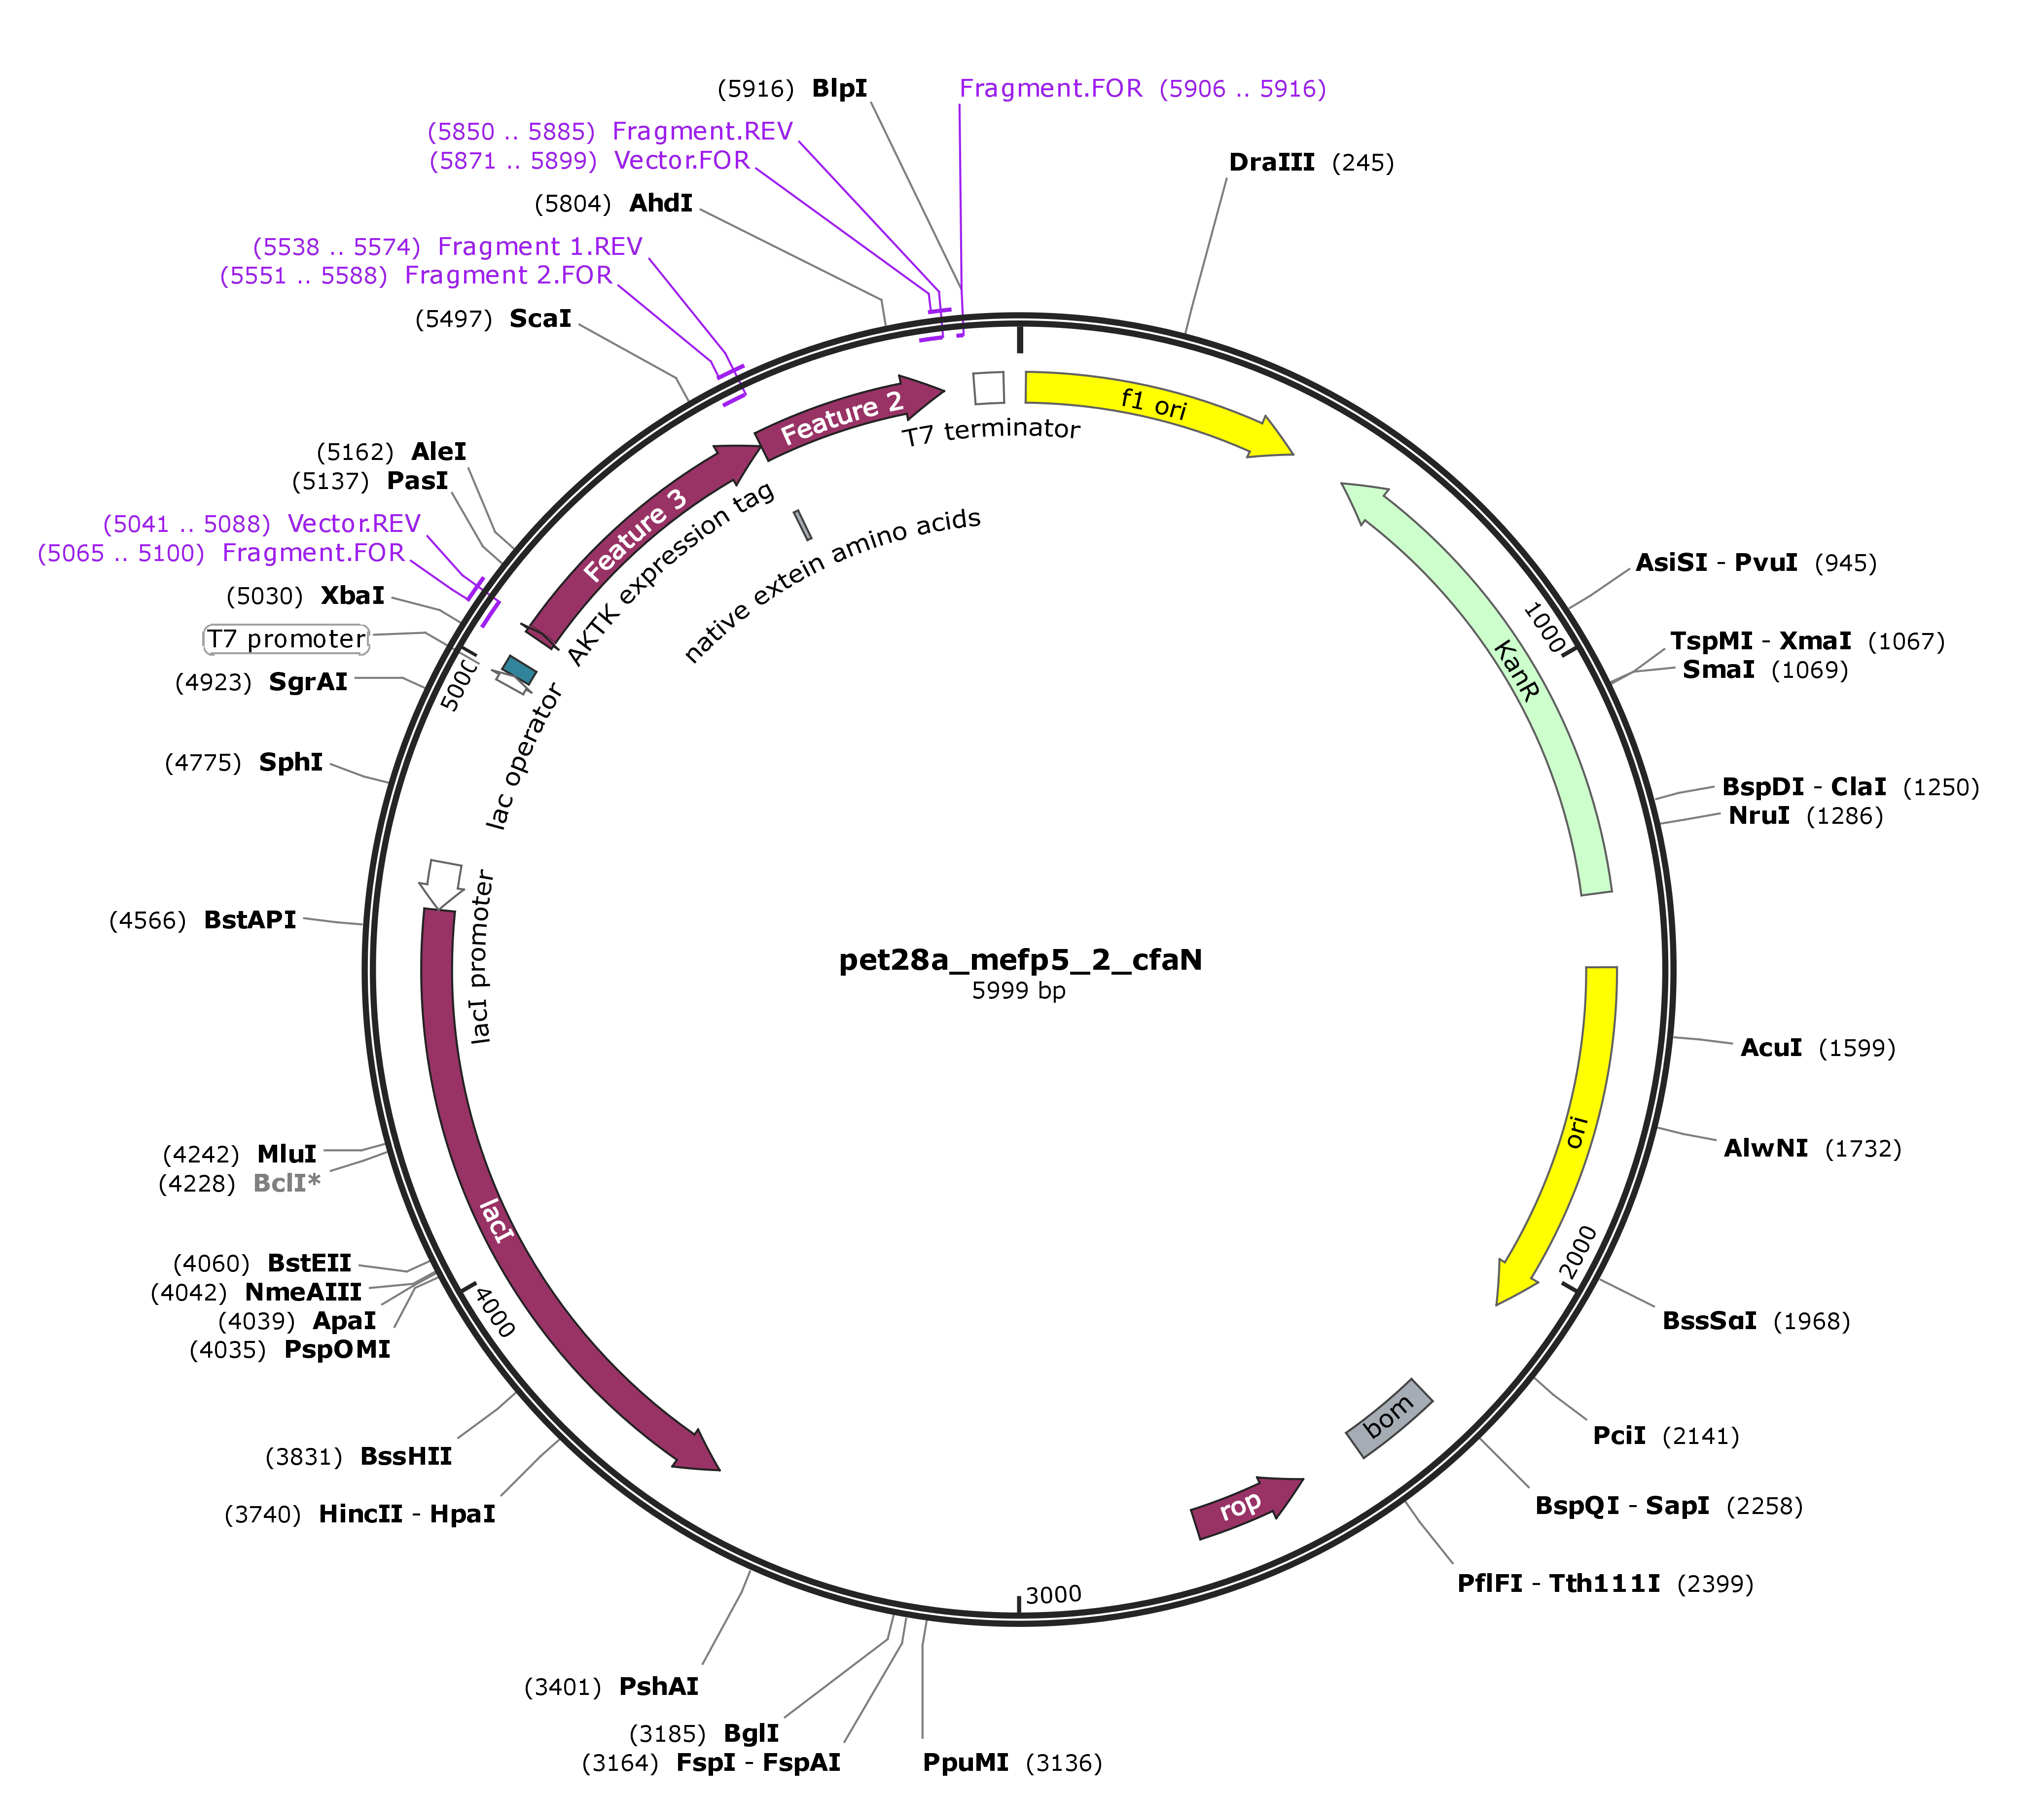 (5916) BlpI
Fragment.FOR (5906 .. 5916)
(5850 .. 5885) Fragment.REV
(5871 .. 5899) Vector.FOR
DraIII (245)
(5804) AhdI
(5538 .. 5574) Fragment 1.REV
(5551 .. 5588) Fragment 2.FOR
(5497) ScaI
(5162) AleI
(5137) PasI
(5041 .. 5088) Vector.REV
(5065 .. 5100) Fragment.FOR
(5030) XbaI
T7 promoter
(4923) SgrAI
(4775) SphI
(4566) BstAPI
(4242) MluI
(4228) BclI*
(4060) BstEII
(4042) NmeAIII
(4039) ApaI
(4035) PspOMI
(3831) BssHII
(3740) HincII - HpaI
(3401) PshAI
(3185) BglI
(3164) FspI - FspAI
PpuMI (3136)
AsiSI - PvuI (945)
TspMI - XmaI (1067)
SmaI (1069)
BspDI - ClaI (1250)
NruI (1286)
AcuI (1599)
AlwNI (1732)
BssSαI (1968)
PciI (2141)
BspQI - SapI (2258)
PflFI - Tth111I (2399)
1000
2000
3000
4000
5000
Feature 2
Feature 3
T7 terminator
f1 ori
AKTK expression tag
native extein amino acids
KanR
lac operator
lacI promoter
lacI
ori
bom
rop
pet28a_mefp5_2_cfaN
5999 bp